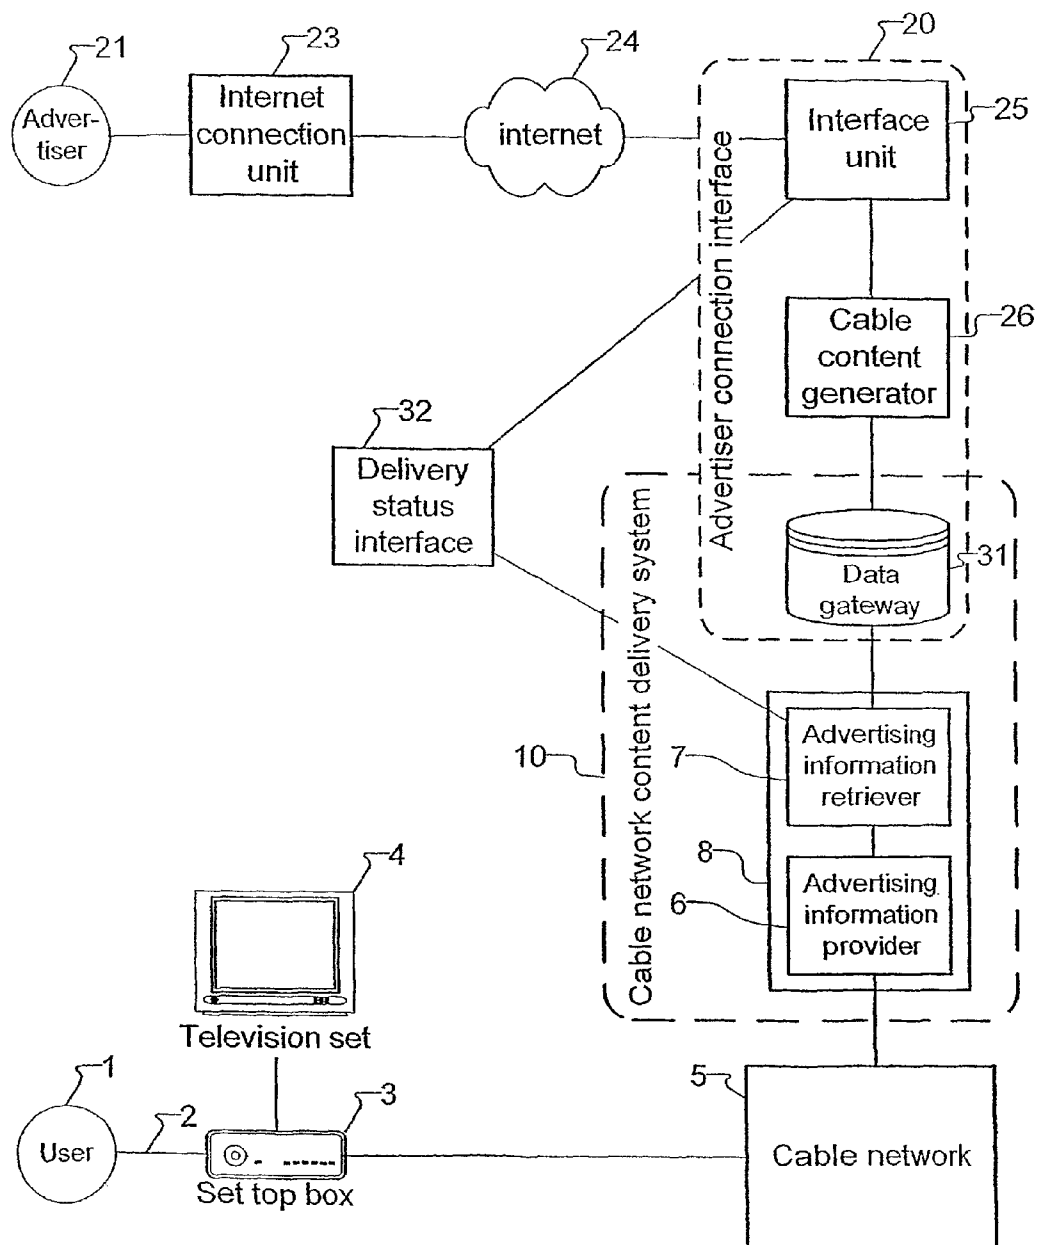 21
23
24
20
Adver-
tiser
Internet
connection
unit
internet
Interface
unit
25
Advertiser connection interface
Cable
content
generator
26
32
Delivery
status
interface
Data
gateway
31
Cable network content delivery system
10
7
Advertising
information
retriever
8
6
Advertising
information
provider
4
Television set
1
2
3
User
Set top box
5
Cable network